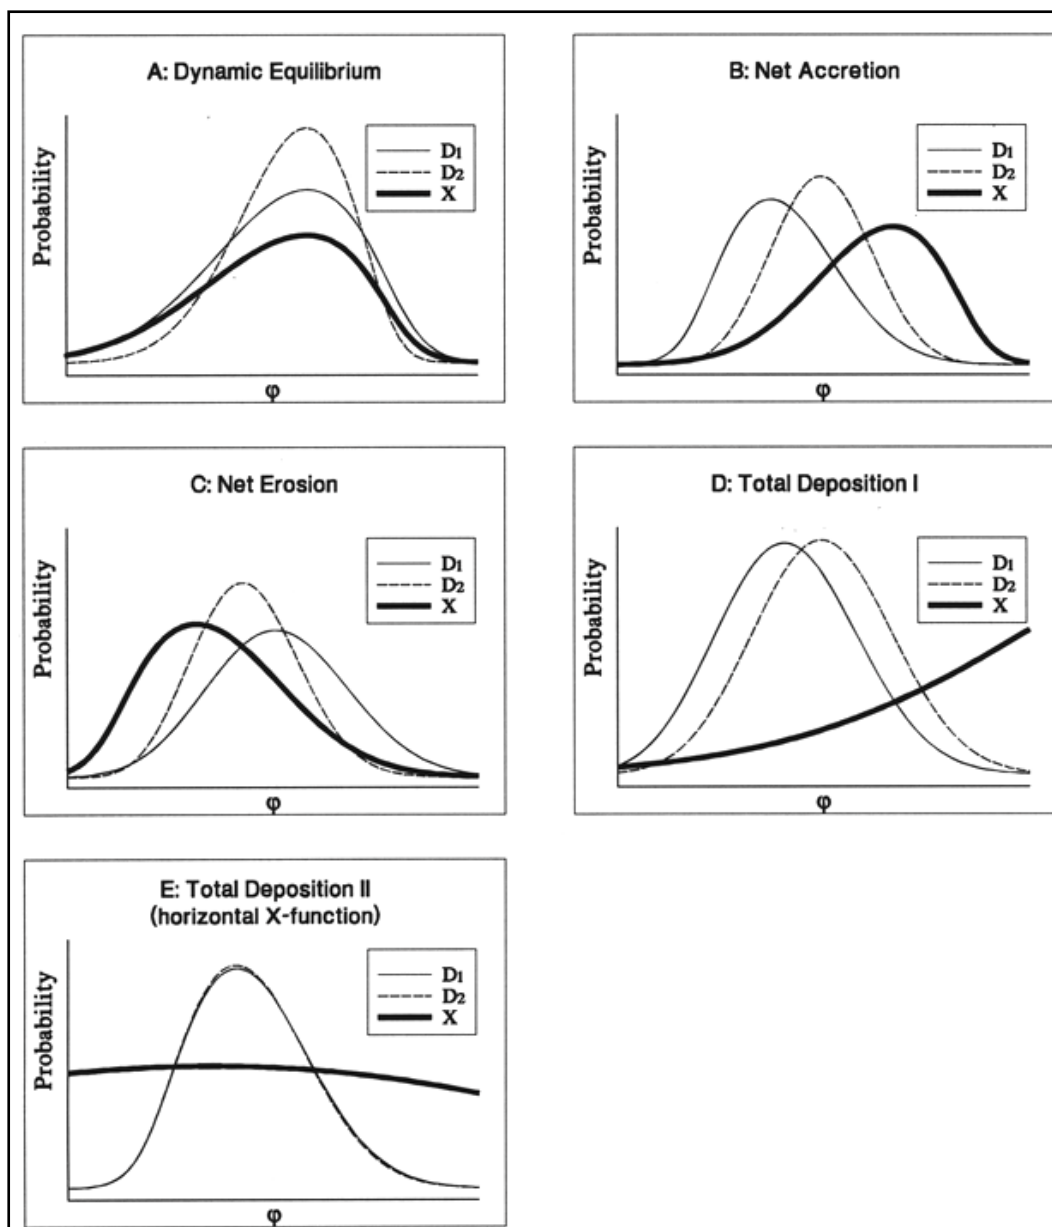 A: Dynamic Equilibrium
Probability
D1
D2
X
φ
B: Net Accretion
Probability
D1
D2
X
φ
C: Net Erosion
Probability
D1
D2
X
φ
D: Total Deposition I
Probability
D1
D2
X
φ
E: Total Deposition II
(horizontal X-function)
Probability
D1
D2
X
φ